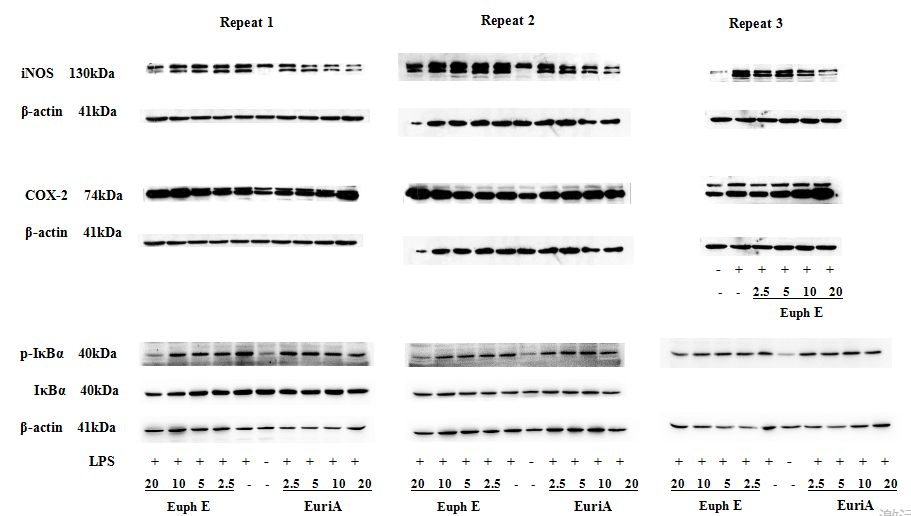 Repeat 1 Repeat 2 Repeat 3
iNOS 130kDa
β-actin 41kDa
COX-2 74kDa
β-actin 41kDa
- + + + + +
- - 2.5 5 10 20
Euph E
p-IκBα 40kDa
IκBα 40kDa
β-actin 41kDa
LPS + + + + + - + + + + + + + + + - + + + + + + + + + - + + + +
20 10 5 2.5 - - 2.5 5 10 20 20 10 5 2.5 - - 2.5 5 10 20 20 10 5 2.5 - - 2.5 5 10 20
Euph E EuriA Euph E EuriA Euph E EuriA